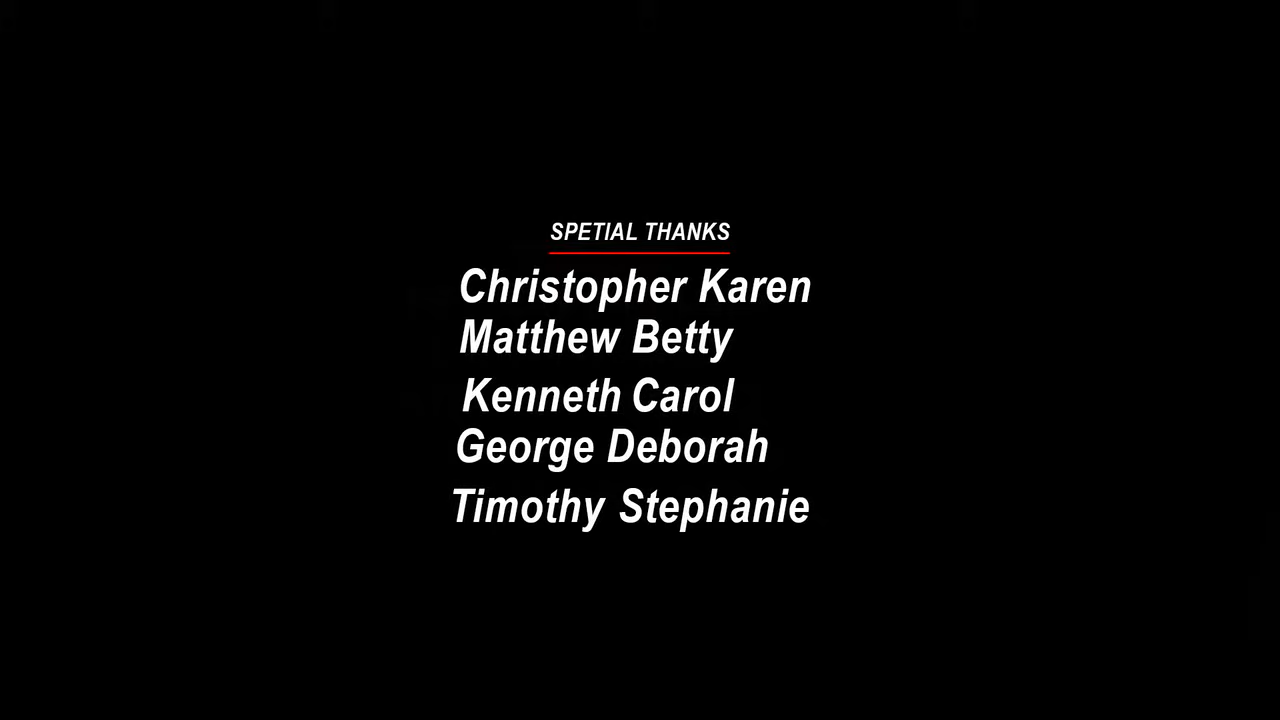 SPETIAL THANKS
Christopher Karen
Matthew Betty
Kenneth Carol
George Deborah
Timothy Stephanie